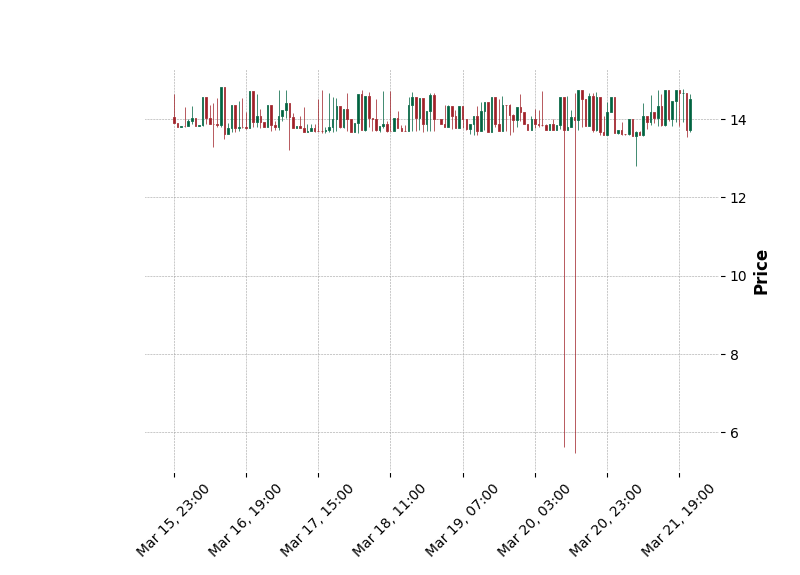 14
12
10
8
6
Price
Mar 15, 23:00
Mar 16, 19:00
Mar 17, 15:00
Mar 18, 11:00
Mar 19, 07:00
Mar 20, 03:00
Mar 20, 23:00
Mar 21, 19:00